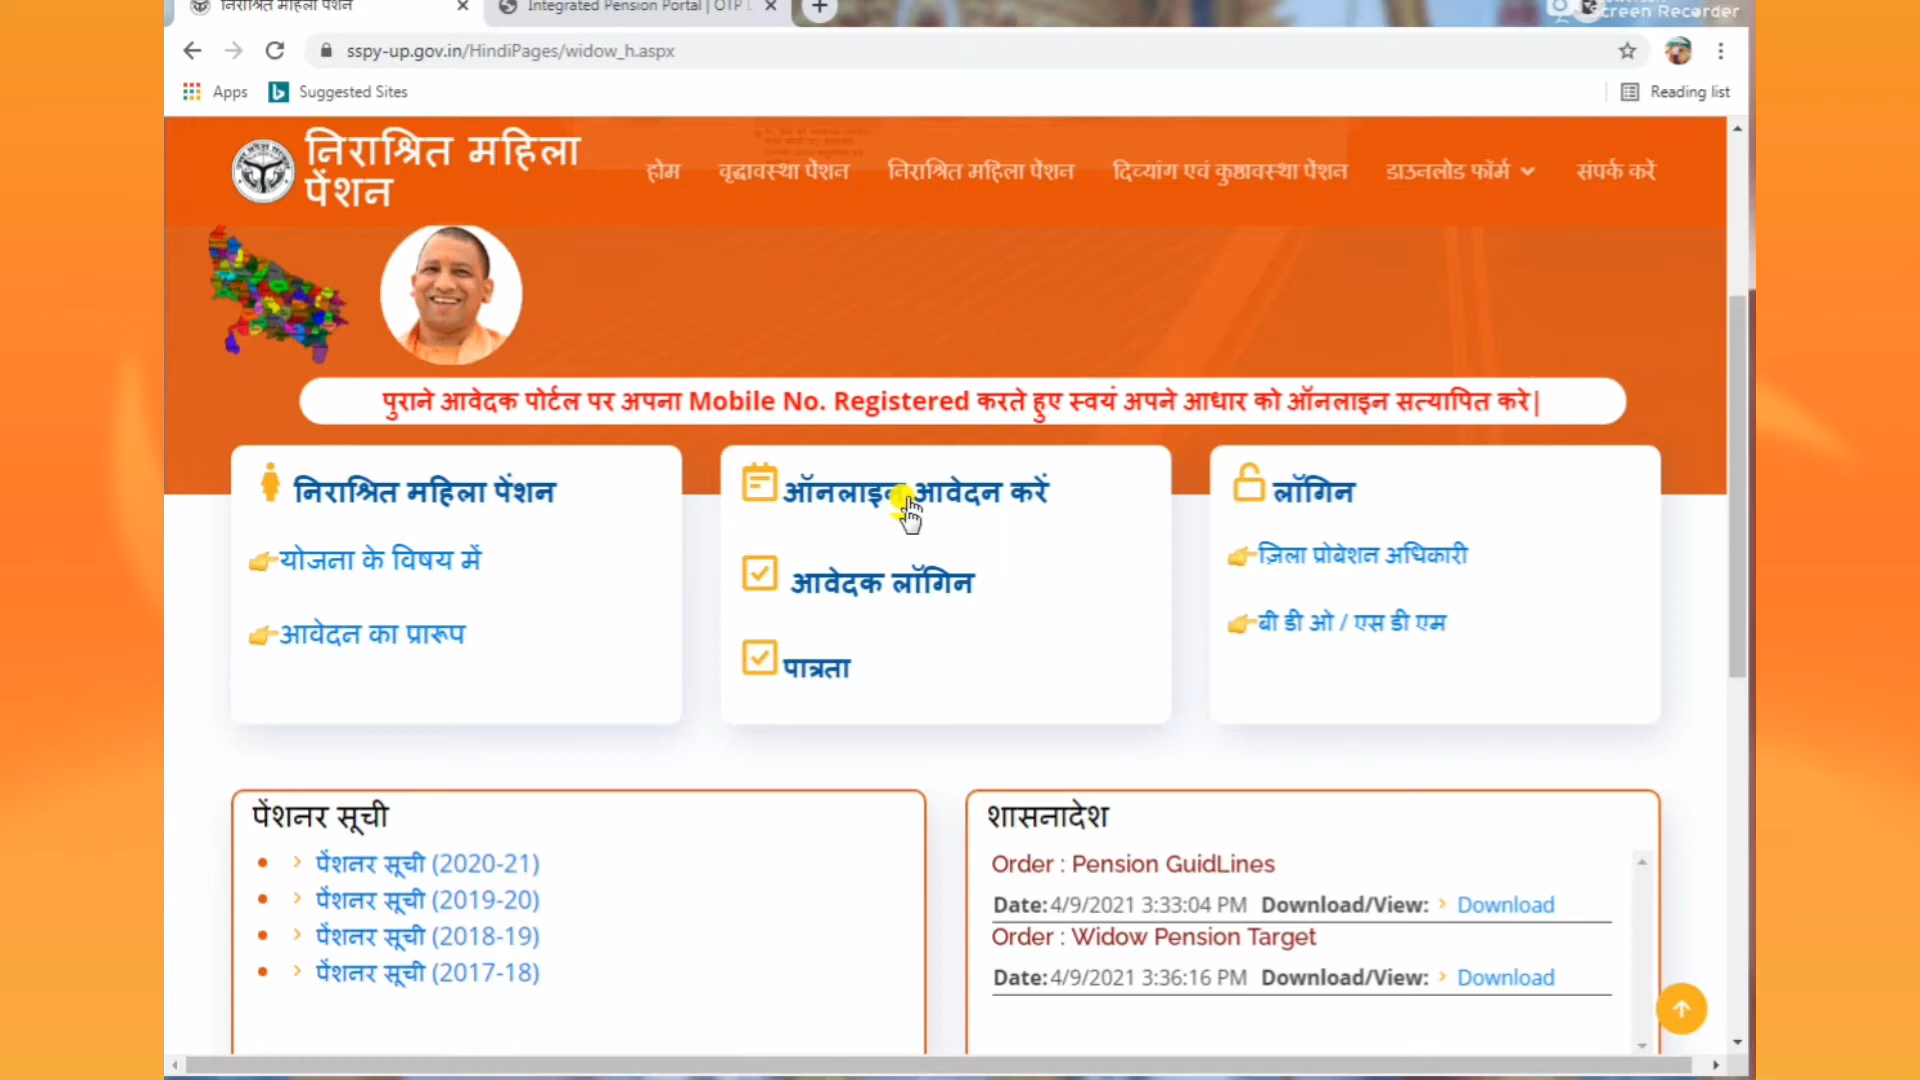 निराश्रित महिला पेंशन
Integrated Pension Portal | OTP
Screen Recorder
sspy-up.gov.in/HindiPages/widow_h.aspx
Apps
Suggested Sites
Reading list
निराश्रित महिला
पेंशन
होम
वृद्धावस्था पेंशन
निराश्रित महिला पेंशन
दिव्यांग एवं कुष्ठावस्था पेंशन
डाउनलोड फॉर्म
संपर्क करें
पुराने आवेदक पोर्टल पर अपना Mobile No. Registered करते हुए स्वयं अपने आधार को ऑनलाइन सत्यापित करे|
निराश्रित महिला पेंशन
योजना के विषय में
आवेदन का प्रारूप
ऑनलाइन आवेदन करें
आवेदक लॉगिन
पात्रता
लॉगिन
ज़िला प्रोबेशन अधिकारी
बी डी ओ / एस डी एम
पेंशनर सूची
पेंशनर सूची (2020-21)
पेंशनर सूची (2019-20)
पेंशनर सूची (2018-19)
पेंशनर सूची (2017-18)
शासनादेश
Order : Pension GuidLines
Date: 4/9/2021 3:33:04 PM Download/View: Download
Order : Widow Pension Target
Date: 4/9/2021 3:36:16 PM Download/View: Download